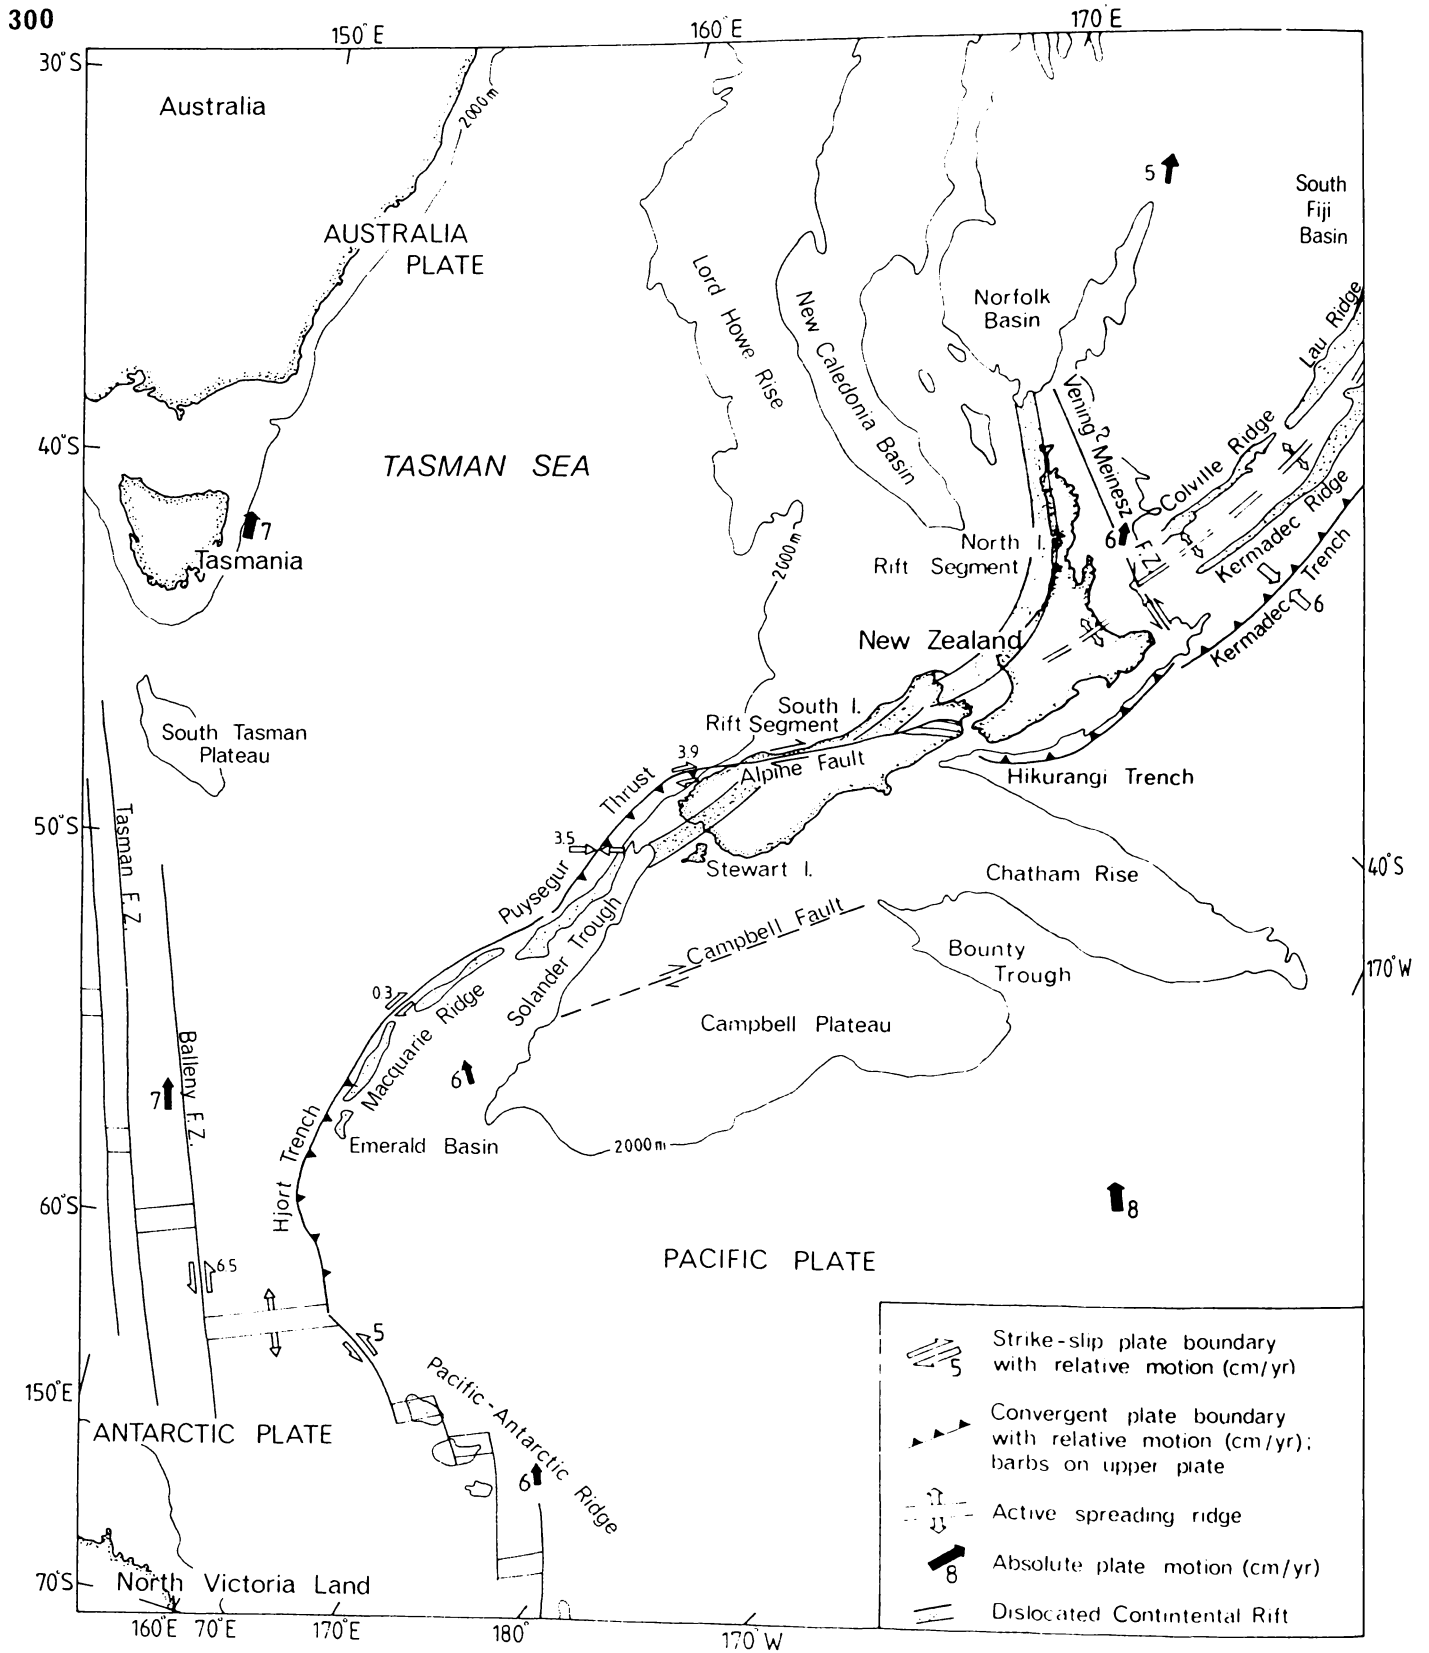 300
150°E
160°E
170°E
30°S
Australia
2000m
5
South
Fiji
Basin
AUSTRALIA
PLATE
Lord Howe Rise
New Caledonia Basin
Norfolk
Basin
Lau Ridge
Vening Meinesz
F.Z.
?
40°S
TASMAN SEA
Colville Ridge
Kermadec Ridge
7
Tasmania
2000m
North I.
Rift Segment
6
Kermadec Trench
6
New Zealand
South Tasman
Plateau
South I.
Rift Segment
3.9
Alpine Fault
Hikurangi Trench
Puysegur Thrust
50°S
Tasman F.Z.
3.5
Stewart I.
Chatham Rise
40°S
Solander Trough
Campbell Fault
Bounty
Trough
170°W
0.3
Macquarie Ridge
Campbell Plateau
Balleny F.Z.
7
6
Hjort Trench
Emerald Basin
2000m
60°S
8
6.5
PACIFIC PLATE
5
Strike-slip plate boundary
with relative motion (cm/yr)
5
150°E
Pacific-Antarctic Ridge
ANTARCTIC PLATE
Convergent plate boundary
with relative motion (cm/yr);
barbs on upper plate
6
Active spreading ridge
Absolute plate motion (cm/yr)
8
70°S
North Victoria Land
Dislocated Contintental Rift
160°E
70°E
170°E
180°
170°W